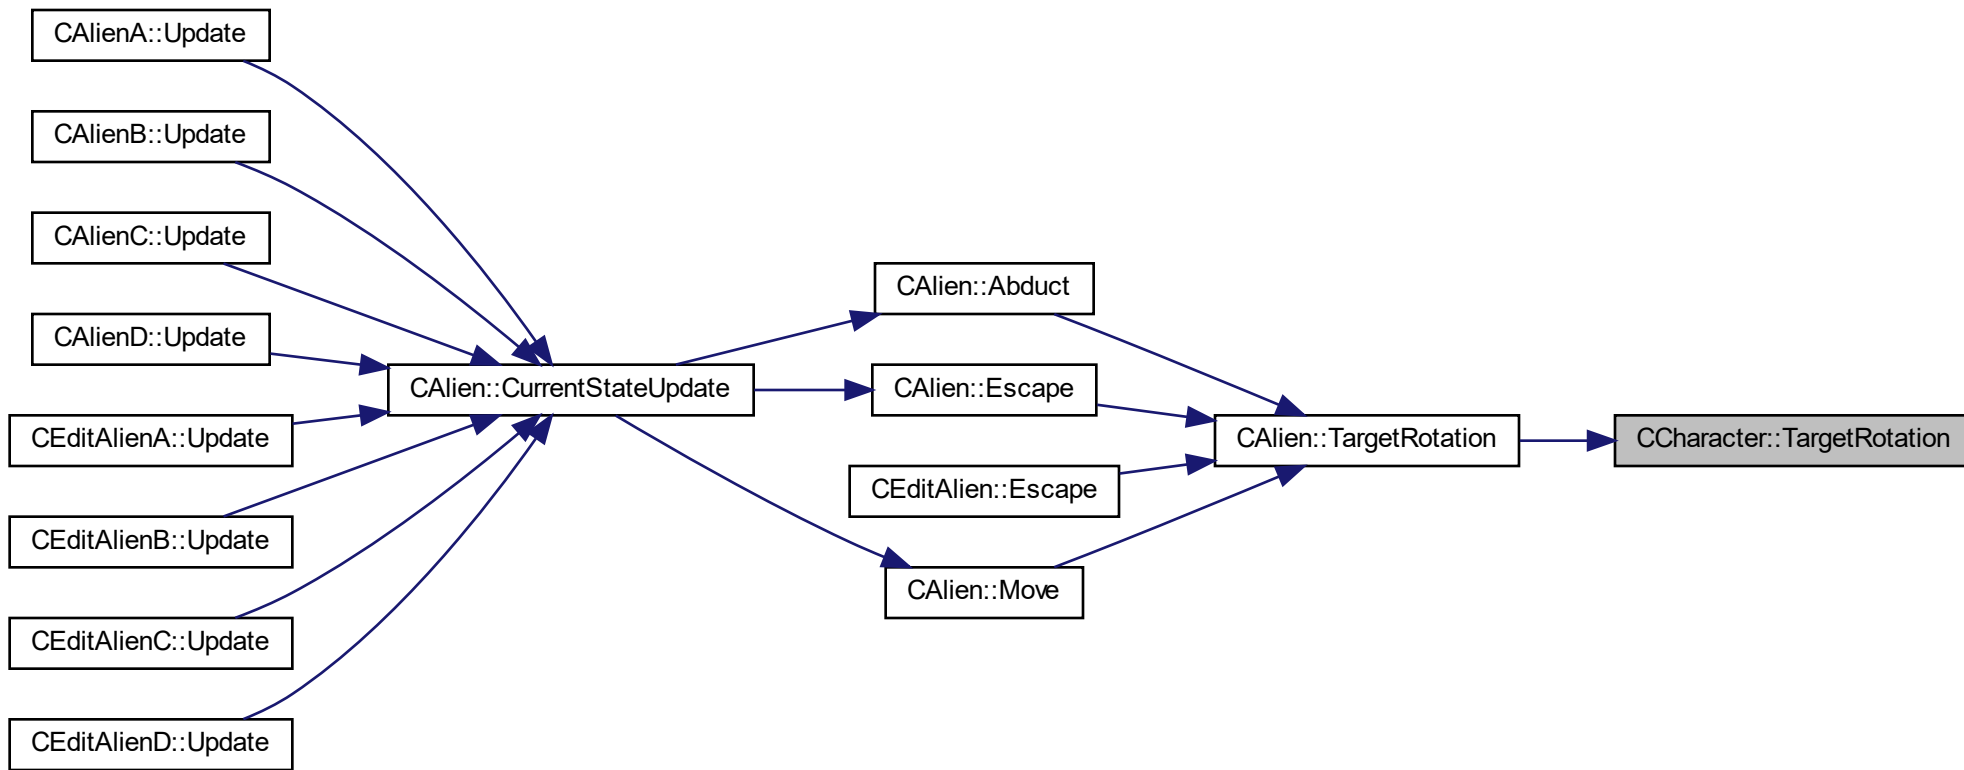 CAlienA::Update
CAlienB::Update
CAlienC::Update
CAlienD::Update
CEditAlienA::Update
CEditAlienB::Update
CEditAlienC::Update
CEditAlienD::Update
CAlien::CurrentStateUpdate
CAlien::Abduct
CAlien::Escape
CEditAlien::Escape
CAlien::Move
CAlien::TargetRotation
CCharacter::TargetRotation